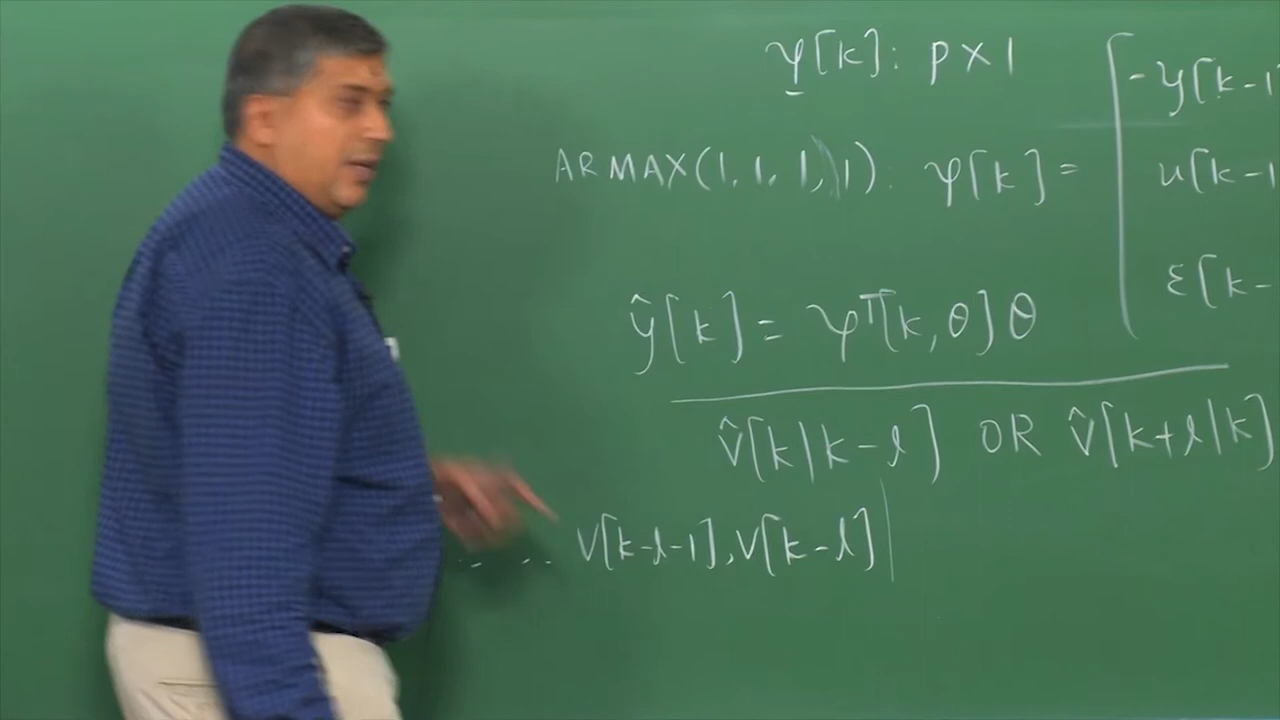 φ[k]: p×1
ARMAX(1,1,1,1): φ[k] = [ -y[k-1
u[k-1
ε[k-
ŷ[k] = φᵀ[k,θ]θ
v̂[k|k-l] OR v̂[k+l|k]
.. .. v[k-l-1], v[k-l] |